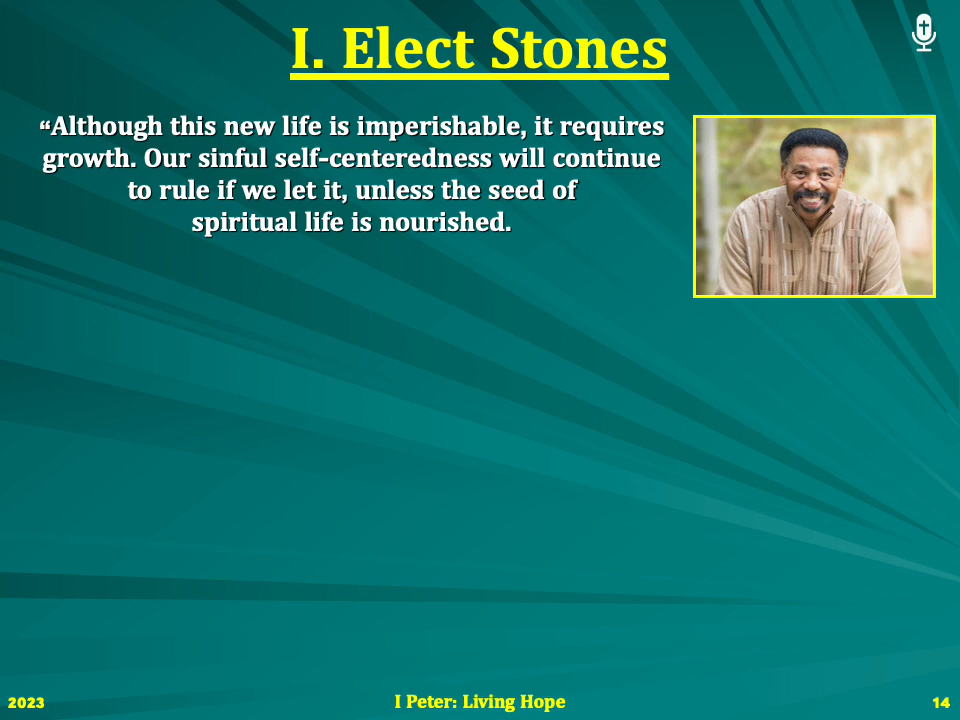 I. Elect Stones
“Although this new life is imperishable, it requires
growth. Our sinful self-centeredness will continue
to rule if we let it, unless the seed of
spiritual life is nourished.
2023
I Peter: Living Hope
14